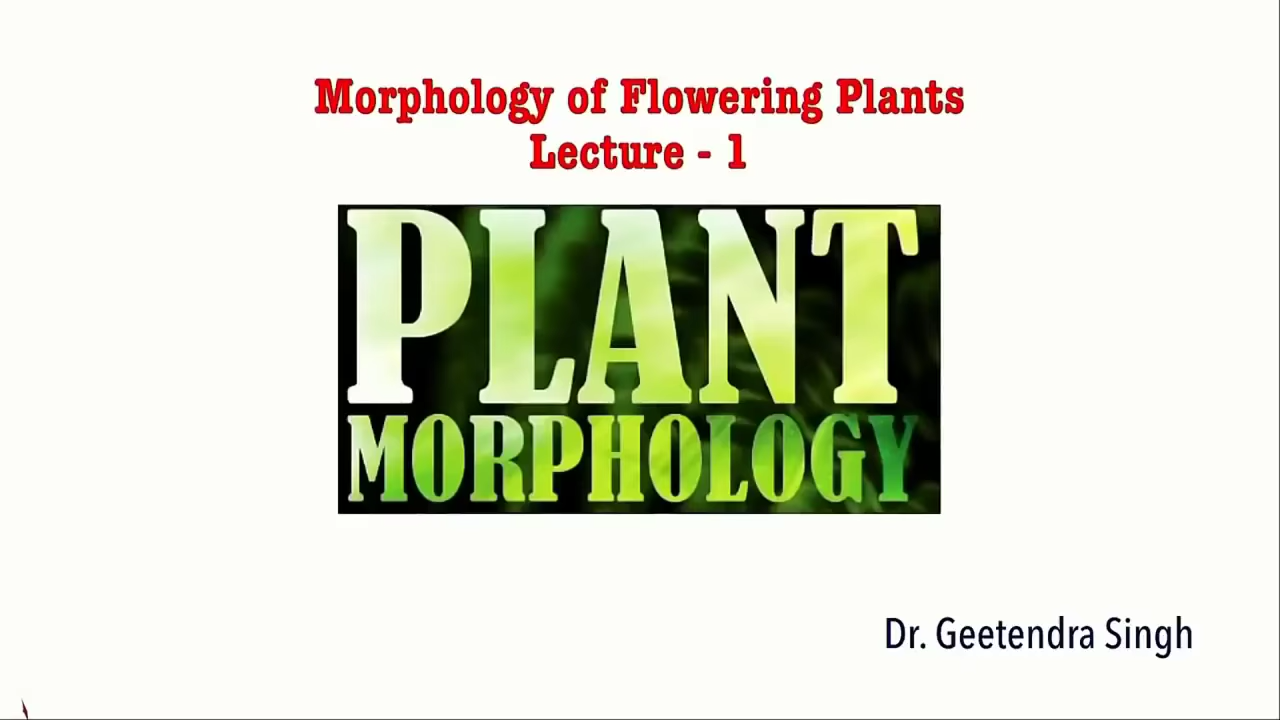 Morphology of Flowering Plants
Lecture - 1
PLANT
MORPHOLOGY
Dr. Geetendra Singh